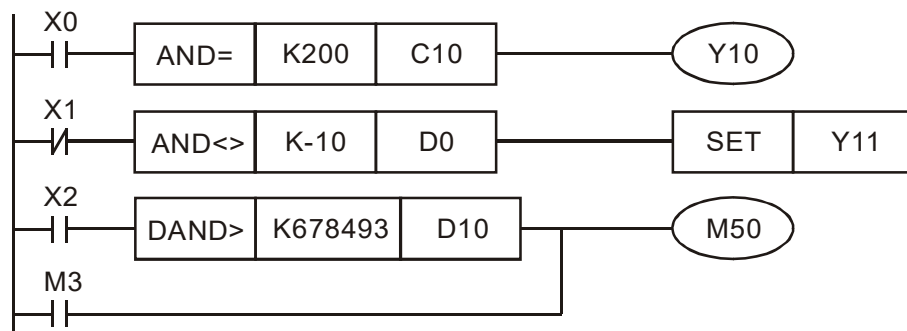 X0
AND= K200 C10 Y10
X1
AND<> K-10 D0 SET Y11
X2
DAND> K678493 D10 M50
M3